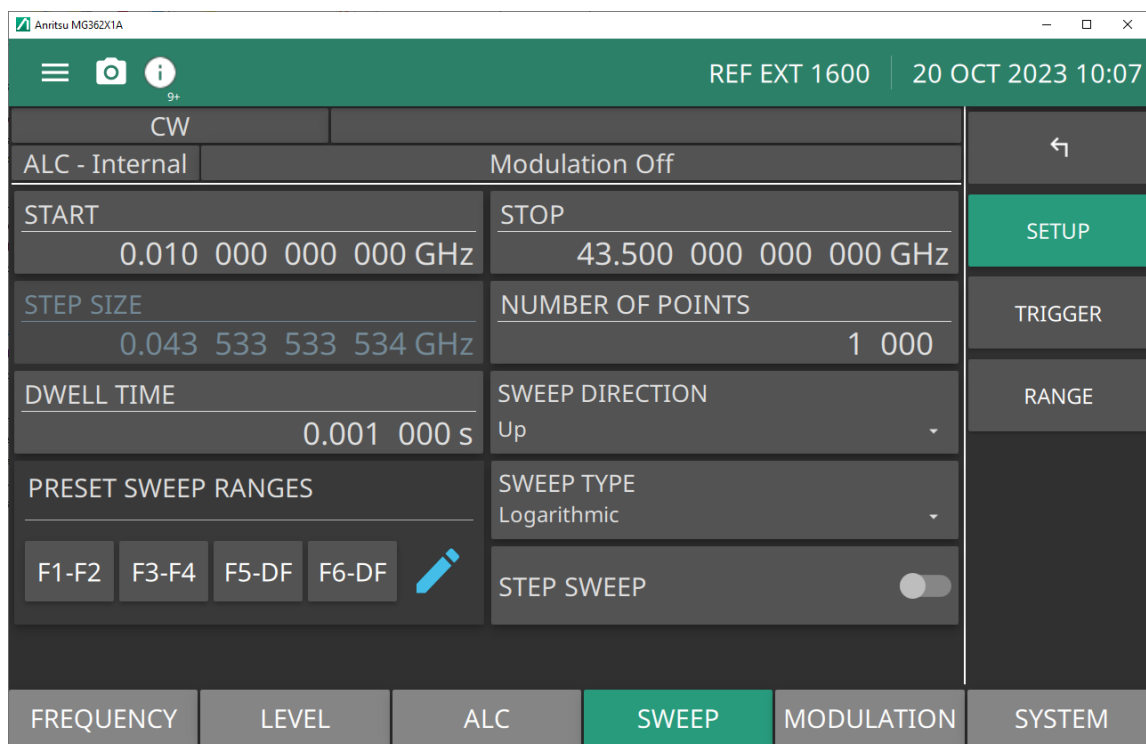 Anritsu MG362X1A
9+
REF EXT 1600
20 OCT 2023 10:07
CW
ALC - Internal
Modulation Off
START
0.010 000 000 000 GHz
STOP
43.500 000 000 000 GHz
STEP SIZE
0.043 533 533 534 GHz
NUMBER OF POINTS
1 000
DWELL TIME
0.001 000 s
SWEEP DIRECTION
Up
PRESET SWEEP RANGES
F1-F2
F3-F4
F5-DF
F6-DF
SWEEP TYPE
Logarithmic
STEP SWEEP
SETUP
TRIGGER
RANGE
FREQUENCY
LEVEL
ALC
SWEEP
MODULATION
SYSTEM